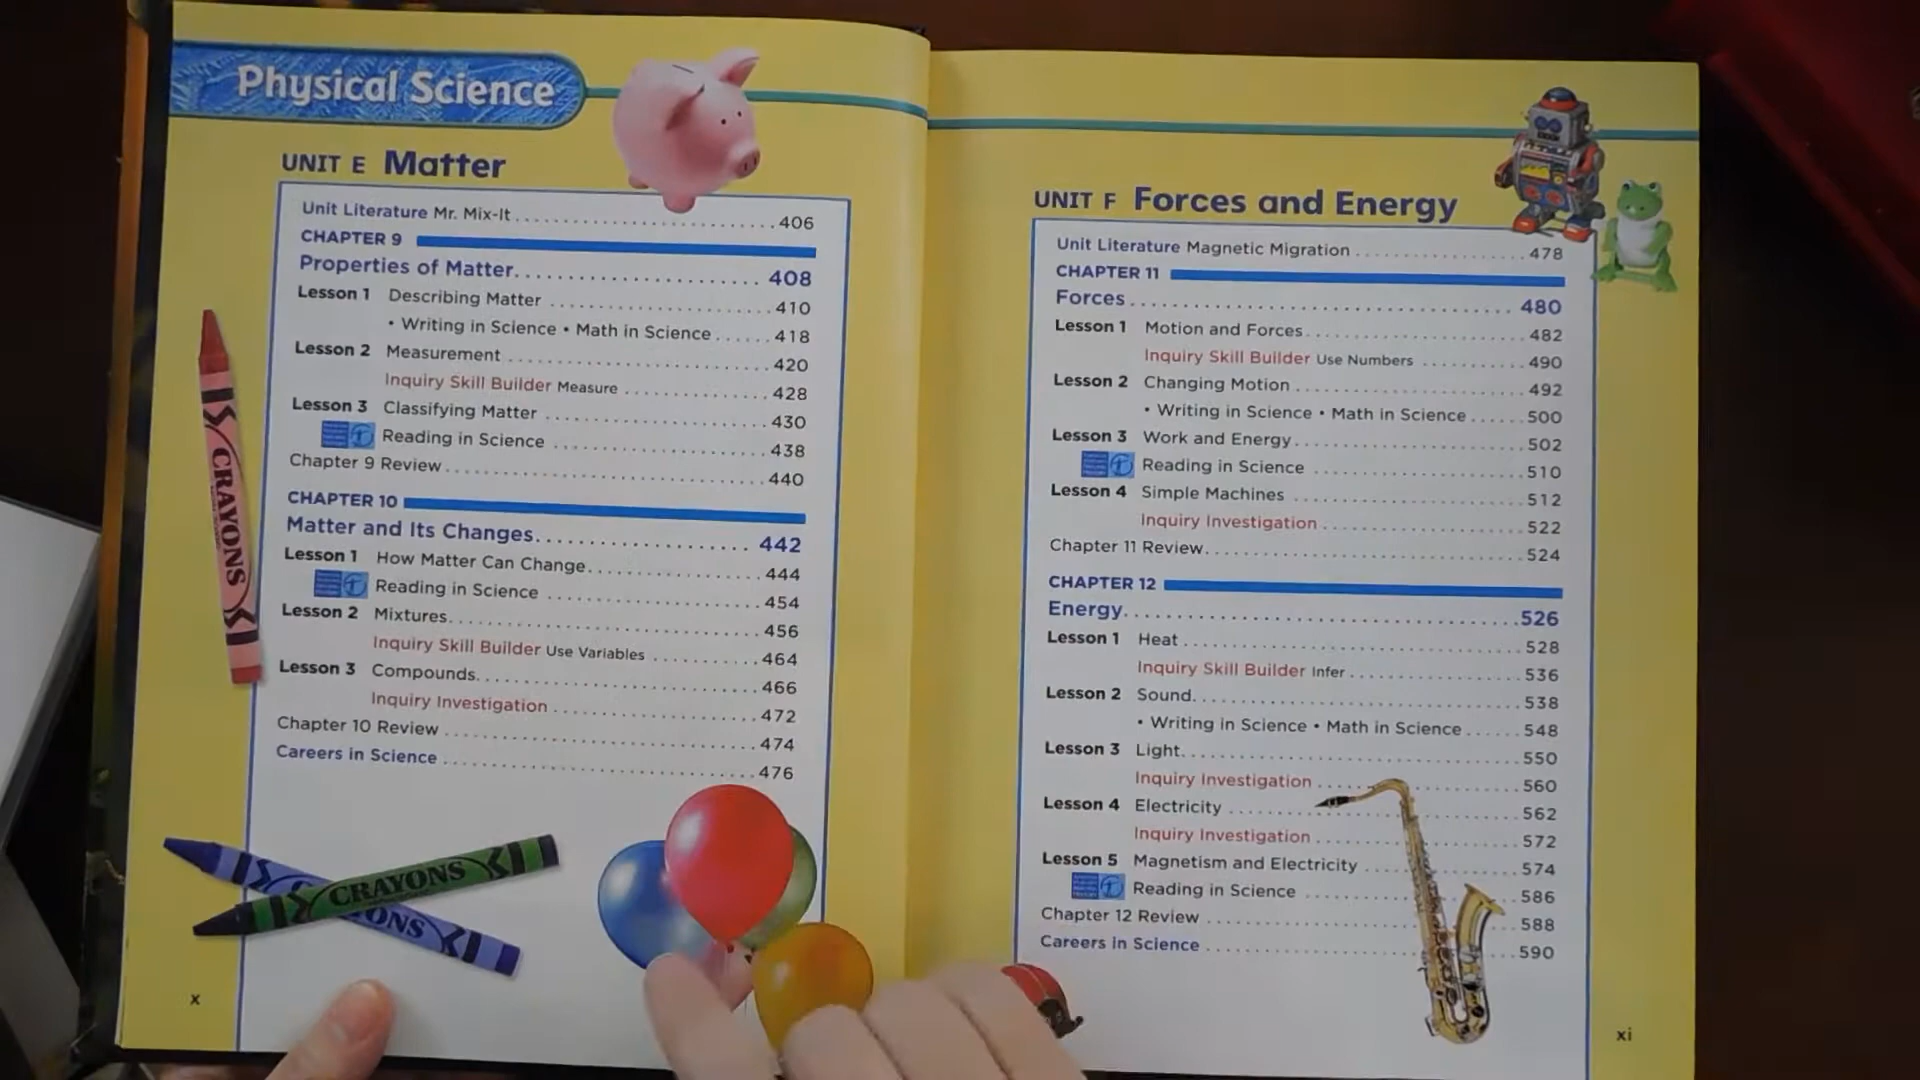 Physical Science
UNIT E Matter
Unit Literature Mr. Mix-It 406
CHAPTER 9
Properties of Matter 408
Lesson 1 Describing Matter 410
• Writing in Science • Math in Science 418
Lesson 2 Measurement 420
Inquiry Skill Builder Measure 428
Lesson 3 Classifying Matter 430
Reading in Science 438
Chapter 9 Review 440
CHAPTER 10
Matter and Its Changes 442
Lesson 1 How Matter Can Change 444
Reading in Science 454
Lesson 2 Mixtures 456
Inquiry Skill Builder Use Variables 464
Lesson 3 Compounds 466
Inquiry Investigation 472
Chapter 10 Review 474
Careers in Science 476
CRAYONS
CRAYONS
ONS
x
UNIT F Forces and Energy
Unit Literature Magnetic Migration 478
CHAPTER 11
Forces 480
Lesson 1 Motion and Forces 482
Inquiry Skill Builder Use Numbers 490
Lesson 2 Changing Motion 492
• Writing in Science • Math in Science 500
Lesson 3 Work and Energy 502
Reading in Science 510
Lesson 4 Simple Machines 512
Inquiry Investigation 522
Chapter 11 Review 524
CHAPTER 12
Energy 526
Lesson 1 Heat 528
Inquiry Skill Builder Infer 536
Lesson 2 Sound 538
• Writing in Science • Math in Science 548
Lesson 3 Light 550
Inquiry Investigation 560
Lesson 4 Electricity 562
Inquiry Investigation 572
Lesson 5 Magnetism and Electricity 574
Reading in Science 586
Chapter 12 Review 588
Careers in Science 590
xi